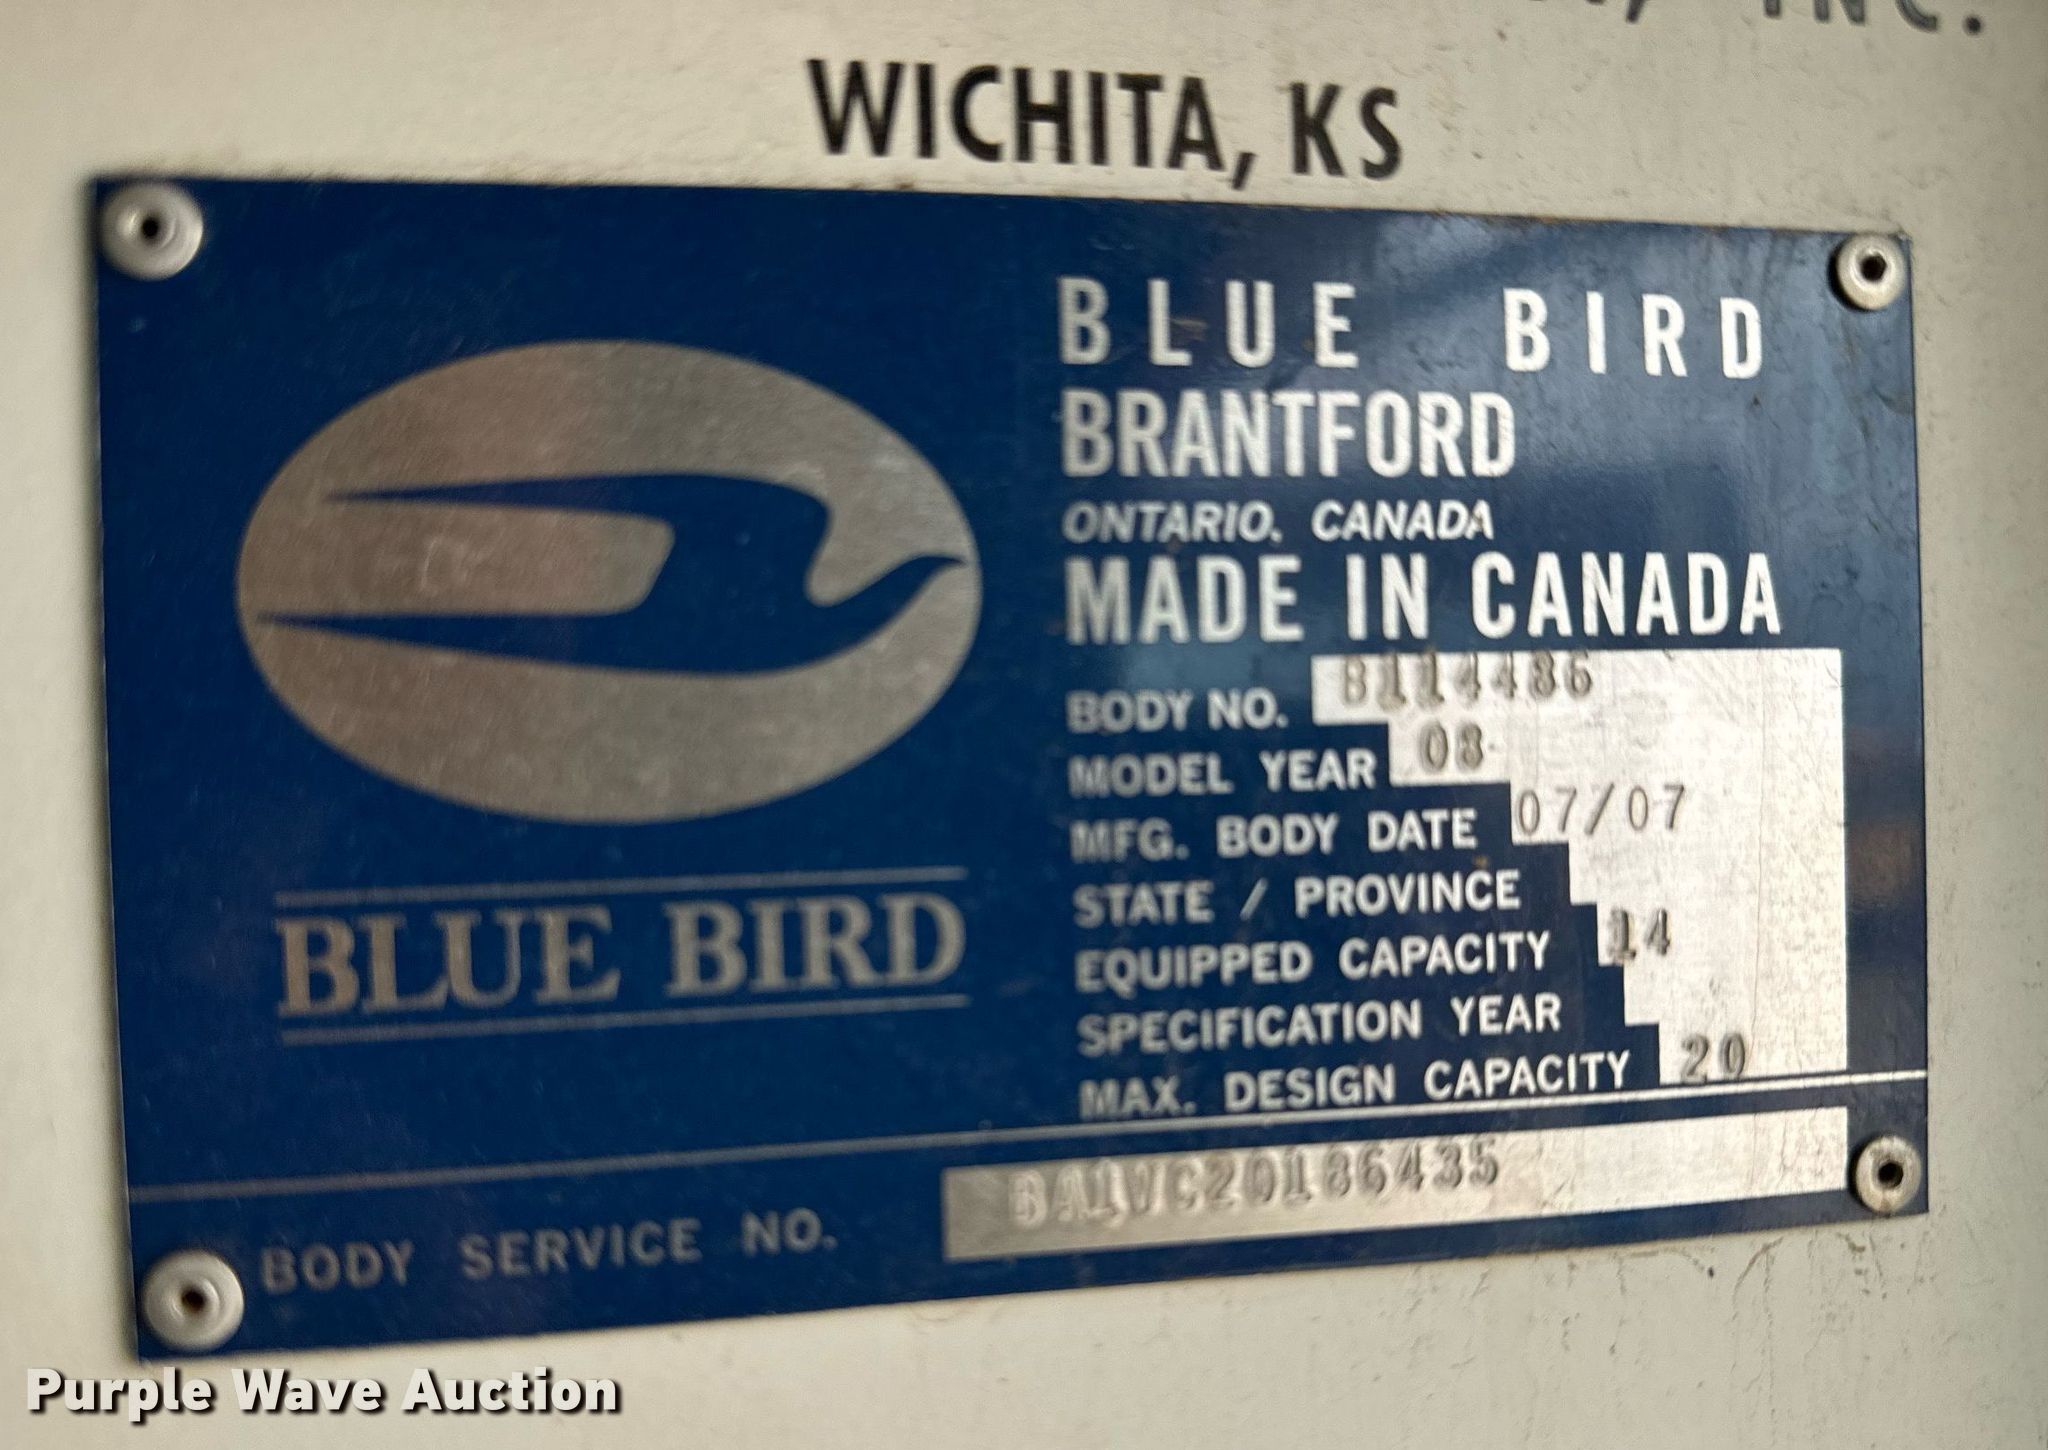 INC.
WICHITA, KS
BLUE BIRD
BRANTFORD
ONTARIO, CANADA
MADE IN CANADA
BODY NO. B114486
MODEL YEAR 08
MFG. BODY DATE 07/07
STATE / PROVINCE
EQUIPPED CAPACITY 14
SPECIFICATION YEAR
MAX. DESIGN CAPACITY 20
BLUE BIRD
BODY SERVICE NO. BA1VC20186435
Purple Wave Auction